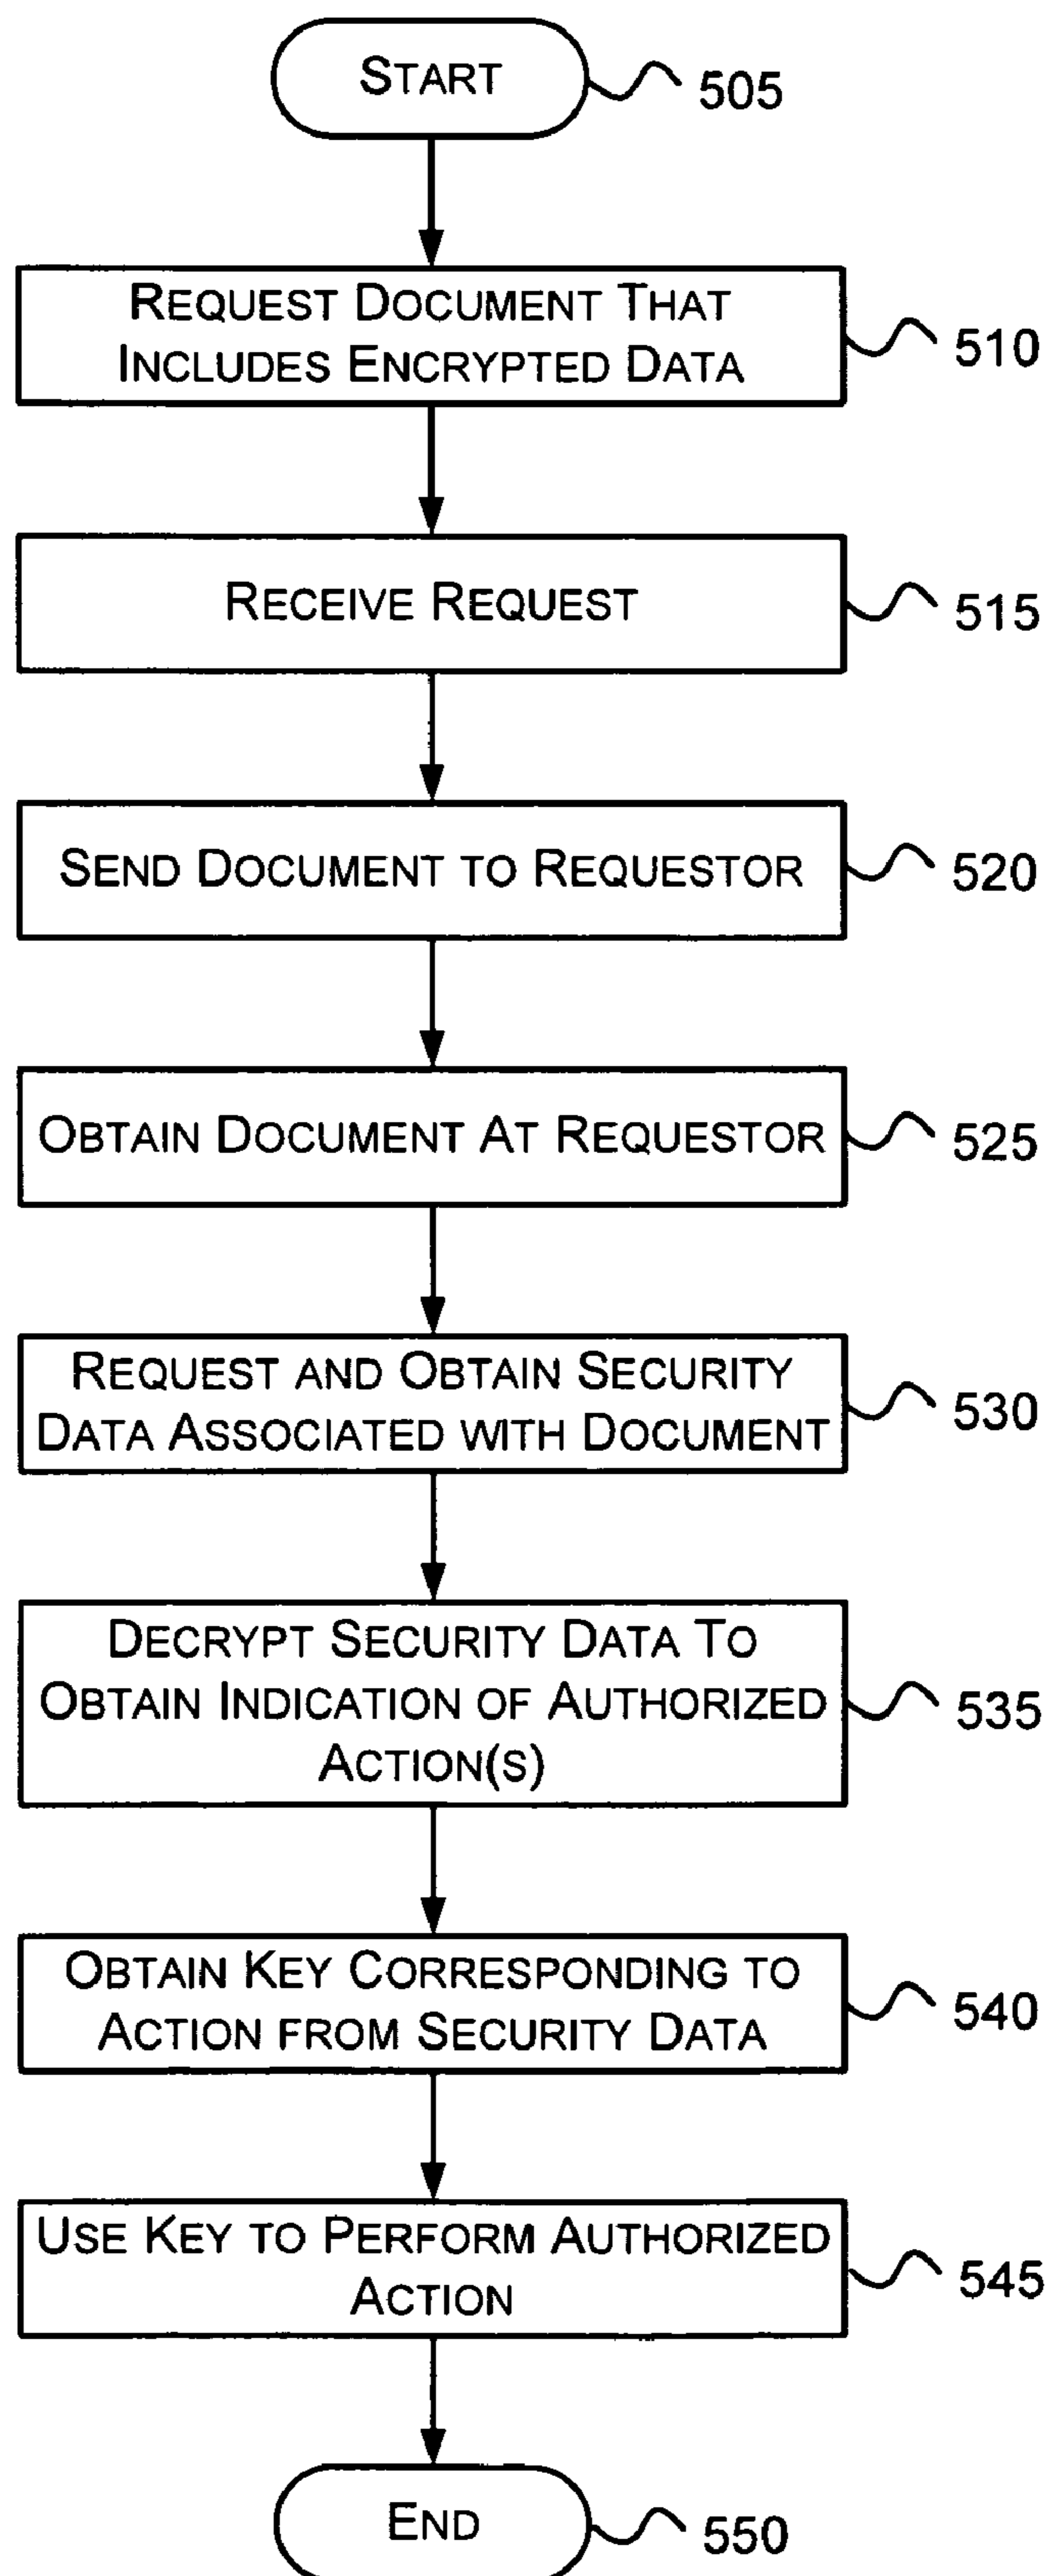 START
505
REQUEST DOCUMENT THAT
INCLUDES ENCRYPTED DATA
510
RECEIVE REQUEST
515
SEND DOCUMENT TO REQUESTOR
520
OBTAIN DOCUMENT AT REQUESTOR
525
REQUEST AND OBTAIN SECURITY
DATA ASSOCIATED WITH DOCUMENT
530
DECRYPT SECURITY DATA TO
OBTAIN INDICATION OF AUTHORIZED
ACTION(S)
535
OBTAIN KEY CORRESPONDING TO
ACTION FROM SECURITY DATA
540
USE KEY TO PERFORM AUTHORIZED
ACTION
545
END
550